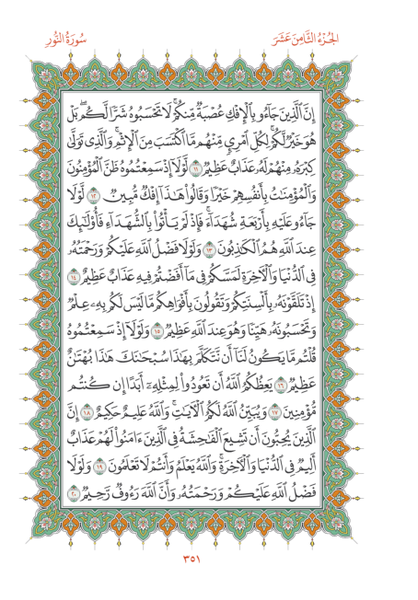 سُورَةُ النُّورِ
الجُزْءُ الثَّامِنَ عَشَرَ
إِنَّ ٱلَّذِينَ جَآءُو بِٱلْإِفْكِ عُصْبَةٌ مِّنكُمْ ۚ لَا تَحْسَبُوهُ شَرًّا لَّكُم ۖ بَلْ
هُوَ خَيْرٌ لَّكُمْ ۚ لِكُلِّ ٱمْرِئٍ مِّنْهُم مَّا ٱكْتَسَبَ مِنَ ٱلْإِثْمِ ۚ وَٱلَّذِى تَوَلَّىٰ
كِبْرَهُۥ مِنْهُمْ لَهُۥ عَذَابٌ عَظِيمٌ ١١ لَّوْلَآ إِذْ سَمِعْتُمُوهُ ظَنَّ ٱلْمُؤْمِنُونَ
وَٱلْمُؤْمِنَٰتُ بِأَنفُسِهِمْ خَيْرًا وَقَالُوا۟ هَٰذَآ إِفْكٌ مُّبِينٌ ١٢ لَّوْلَا
جَآءُو عَلَيْهِ بِأَرْبَعَةِ شُهَدَآءَ ۚ فَإِذْ لَمْ يَأْتُوا۟ بِٱلشُّهَدَآءِ فَأُو۟لَٰٓئِكَ
عِندَ ٱللَّهِ هُمُ ٱلْكَٰذِبُونَ ١٣ وَلَوْلَا فَضْلُ ٱللَّهِ عَلَيْكُمْ وَرَحْمَتُهُۥ
فِى ٱلدُّنْيَا وَٱلْءَاخِرَةِ لَمَسَّكُمْ فِى مَآ أَفَضْتُمْ فِيهِ عَذَابٌ عَظِيمٌ ١٤
إِذْ تَلَقَّوْنَهُۥ بِأَلْسِنَتِكُمْ وَتَقُولُونَ بِأَفْوَاهِكُم مَّا لَيْسَ لَكُم بِهِۦ عِلْمٌ
وَتَحْسَبُونَهُۥ هَيِّنًا وَهُوَ عِندَ ٱللَّهِ عَظِيمٌ ١٥ وَلَوْلَآ إِذْ سَمِعْتُمُوهُ
قُلْتُم مَّا يَكُونُ لَنَآ أَن نَّتَكَلَّمَ بِهَٰذَا سُبْحَٰنَكَ هَٰذَا بُهْتَٰنٌ
عَظِيمٌ ١٦ يَعِظُكُمُ ٱللَّهُ أَن تَعُودُوا۟ لِمِثْلِهِۦٓ أَبَدًا إِن كُنتُم
مُّؤْمِنِينَ ١٧ وَيُبَيِّنُ ٱللَّهُ لَكُمُ ٱلْءَايَٰتِ ۚ وَٱللَّهُ عَلِيمٌ حَكِيمٌ ١٨ إِنَّ
ٱلَّذِينَ يُحِبُّونَ أَن تَشِيعَ ٱلْفَٰحِشَةُ فِى ٱلَّذِينَ ءَامَنُوا۟ لَهُمْ عَذَابٌ
أَلِيمٌ فِى ٱلدُّنْيَا وَٱلْءَاخِرَةِ ۚ وَٱللَّهُ يَعْلَمُ وَأَنتُمْ لَا تَعْلَمُونَ ١٩ وَلَوْلَا
فَضْلُ ٱللَّهِ عَلَيْكُمْ وَرَحْمَتُهُۥ وَأَنَّ ٱللَّهَ رَءُوفٌ رَّحِيمٌ ٢٠
٣٥١